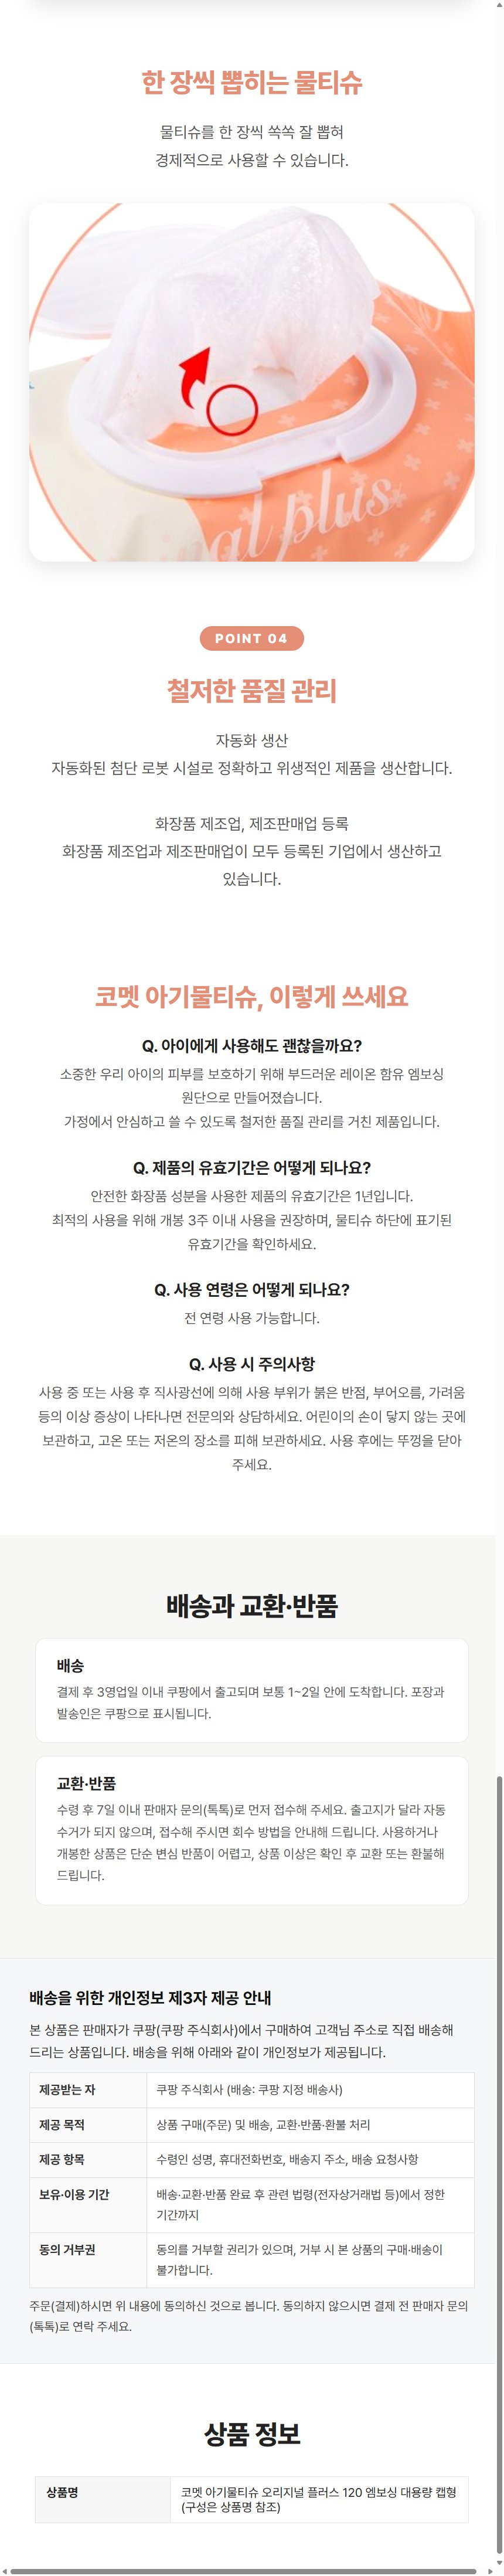 한 장씩 뽑히는 물티슈
물티슈를 한 장씩 쏙쏙 잘 뽑혀
경제적으로 사용할 수 있습니다.
nal plus
POINT 04
철저한 품질 관리
자동화 생산
자동화된 첨단 로봇 시설로 정확하고 위생적인 제품을 생산합니다.
화장품 제조업, 제조판매업 등록
화장품 제조업과 제조판매업이 모두 등록된 기업에서 생산하고
있습니다.
코멧 아기물티슈, 이렇게 쓰세요
Q. 아이에게 사용해도 괜찮을까요?
소중한 우리 아이의 피부를 보호하기 위해 부드러운 레이온 함유 엠보싱
원단으로 만들어졌습니다.
가정에서 안심하고 쓸 수 있도록 철저한 품질 관리를 거친 제품입니다.
Q. 제품의 유효기간은 어떻게 되나요?
안전한 화장품 성분을 사용한 제품의 유효기간은 1년입니다.
최적의 사용을 위해 개봉 3주 이내 사용을 권장하며, 물티슈 하단에 표기된
유효기간을 확인하세요.
Q. 사용 연령은 어떻게 되나요?
전 연령 사용 가능합니다.
Q. 사용 시 주의사항
사용 중 또는 사용 후 직사광선에 의해 사용 부위가 붉은 반점, 부어오름, 가려움
등의 이상 증상이 나타나면 전문의와 상담하세요. 어린이의 손이 닿지 않는 곳에
보관하고, 고온 또는 저온의 장소를 피해 보관하세요. 사용 후에는 뚜껑을 닫아
주세요.
배송과 교환·반품
배송
결제 후 3영업일 이내 쿠팡에서 출고되며 보통 1~2일 안에 도착합니다. 포장과
발송인은 쿠팡으로 표시됩니다.
교환·반품
수령 후 7일 이내 판매자 문의(톡톡)로 먼저 접수해 주세요. 출고지가 달라 자동
수거가 되지 않으며, 접수해 주시면 회수 방법을 안내해 드립니다. 사용하거나
개봉한 상품은 단순 변심 반품이 어렵고, 상품 이상은 확인 후 교환 또는 환불해
드립니다.
배송을 위한 개인정보 제3자 제공 안내
본 상품은 판매자가 쿠팡(쿠팡 주식회사)에서 구매하여 고객님 주소로 직접 배송해
드리는 상품입니다. 배송을 위해 아래와 같이 개인정보가 제공됩니다.
제공받는 자 쿠팡 주식회사 (배송: 쿠팡 지정 배송사)
제공 목적 상품 구매(주문) 및 배송, 교환·반품·환불 처리
제공 항목 수령인 성명, 휴대전화번호, 배송지 주소, 배송 요청사항
보유·이용 기간 배송·교환·반품 완료 후 관련 법령(전자상거래법 등)에서 정한
기간까지
동의 거부권 동의를 거부할 권리가 있으며, 거부 시 본 상품의 구매·배송이
불가합니다.
주문(결제)하시면 위 내용에 동의하신 것으로 봅니다. 동의하지 않으시면 결제 전 판매자 문의
(톡톡)로 연락 주세요.
상품 정보
상품명 코멧 아기물티슈 오리지널 플러스 120 엠보싱 대용량 캡형
(구성은 상품명 참조)